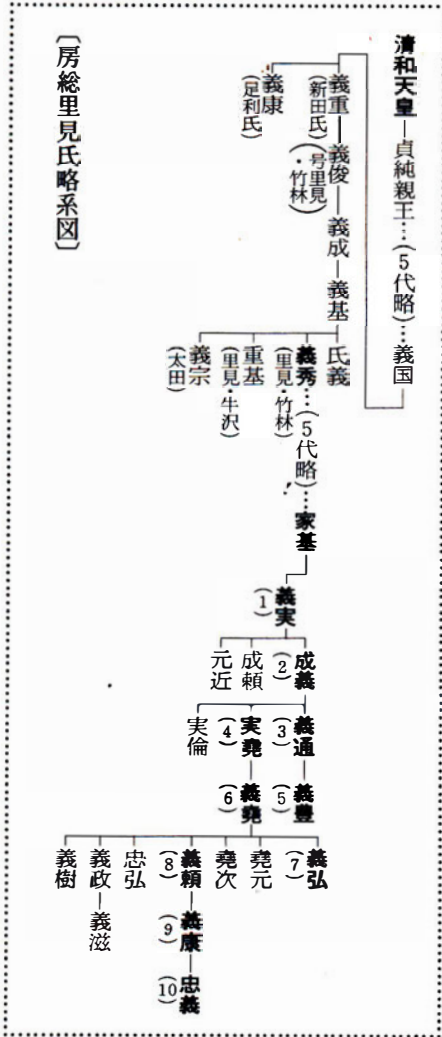 〔房総里見氏略系図〕
清和天皇―貞純親王…(5代略)…義国
義重―義俊―義成―義基
(新田氏)(号里見・竹林)
義康
(足利氏)
氏義
義秀…(5代略)…家基
(里見・竹林)
重基
(里見・牛沢)
義宗
(太田)
義実
(1)
成義
(2)
成頼
元近
義通―義豊
(3) (5)
実堯―義堯
(4) (6)
実倫
義弘
(7)
堯元
堯次
義頼―義康―忠義
(8) (9) (10)
忠弘
義政―義滋
義樹